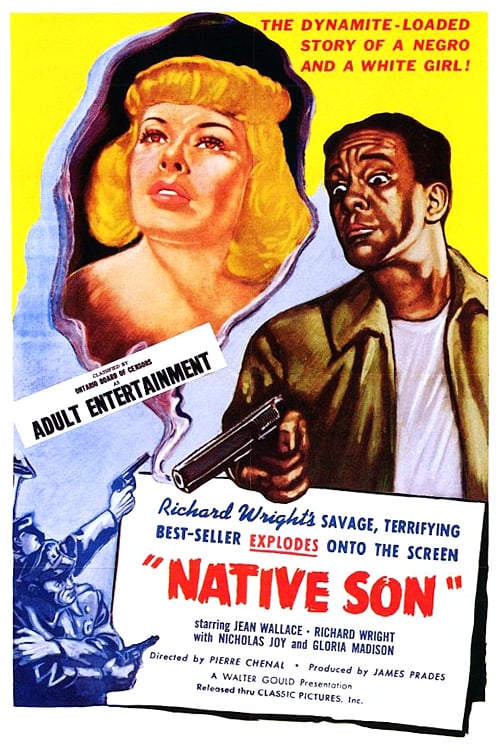 THE DYNAMITE-LOADED
STORY OF A NEGRO
AND A WHITE GIRL!
CLASSIFIED BY
ONTARIO BOARD OF CENSORS
AS
ADULT ENTERTAINMENT
Richard Wright's SAVAGE, TERRIFYING
BEST-SELLER EXPLODES ONTO THE SCREEN
"NATIVE SON"
starring JEAN WALLACE · RICHARD WRIGHT
with NICHOLAS JOY and GLORIA MADISON
Directed by PIERRE CHENAL · Produced by JAMES PRADES
A WALTER GOULD Presentation
Released thru CLASSIC PICTURES, Inc.